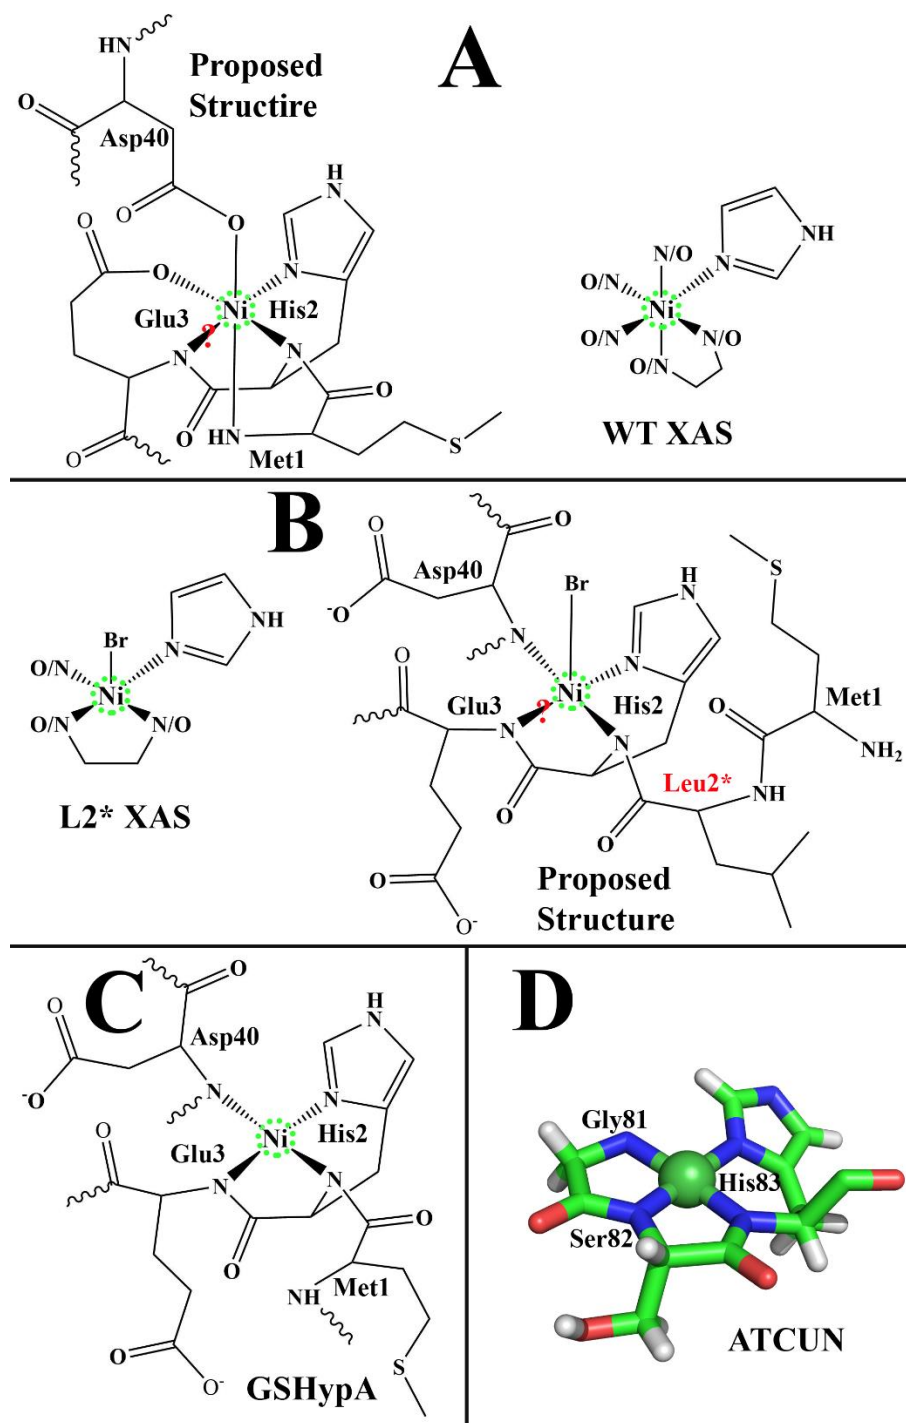 A
Proposed
Structire
HN
O
Asp40
O
O
H
N
O
O
N
Ni
Glu3
His2
?
N
N
O
O
HN
Met1
S
O
N/O
N
NH
O/N
Ni
O/N
N/O
O/N
WT XAS
B
Br
N
NH
O/N
Ni
O/N
N/O
L2* XAS
O
O
Asp40
-O
Br
H
N
S
N
N
O
Ni
Glu3
?
His2
N
N
O
Met1
NH2
O
Leu2*
NH
O
O
O-
Proposed
Structure
C
O
O
Asp40
-O
H
N
N
N
Ni
Glu3
His2
O
N
N
O
O
Met1
NH
O
O-
S
GSHypA
D
Gly81
His83
Ser82
ATCUN